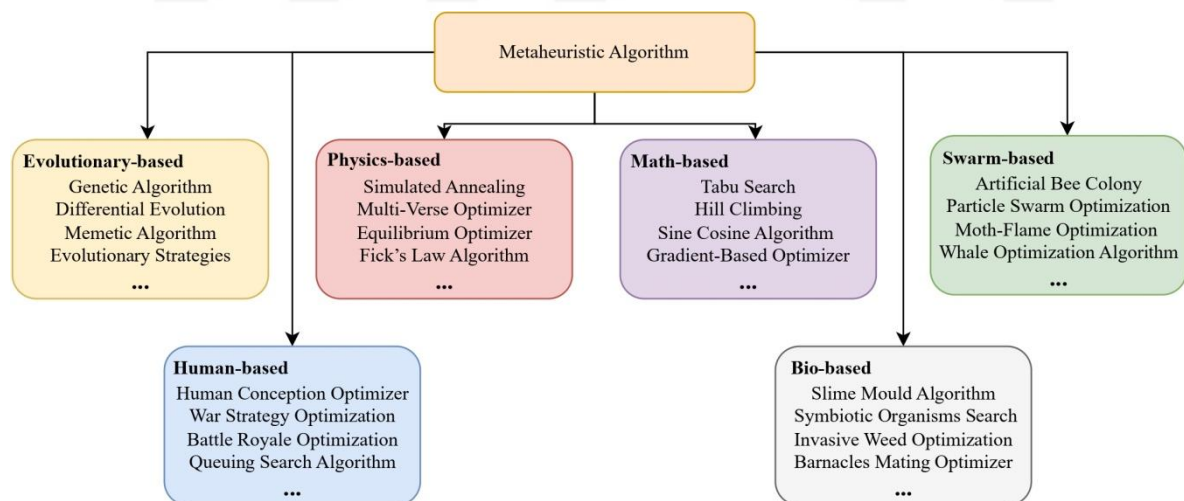 Metaheuristic Algorithm
Evolutionary-based
Genetic Algorithm
Differential Evolution
Memetic Algorithm
Evolutionary Strategies
...
Physics-based
Simulated Annealing
Multi-Verse Optimizer
Equilibrium Optimizer
Fick's Law Algorithm
...
Math-based
Tabu Search
Hill Climbing
Sine Cosine Algorithm
Gradient-Based Optimizer
...
Swarm-based
Artificial Bee Colony
Particle Swarm Optimization
Moth-Flame Optimization
Whale Optimization Algorithm
...
Human-based
Human Conception Optimizer
War Strategy Optimization
Battle Royale Optimization
Queuing Search Algorithm
...
Bio-based
Slime Mould Algorithm
Symbiotic Organisms Search
Invasive Weed Optimization
Barnacles Mating Optimizer
...